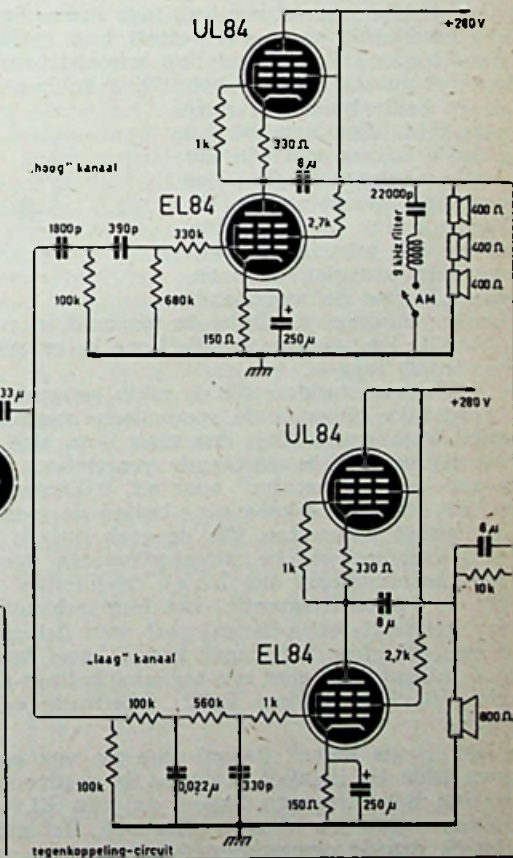 UL84
+280V
1k
330Ω
8μ
„hoog” kanaal
EL84
2,7k
22000p
9 kHz filter
AM
400Ω
400Ω
400Ω
1800p
390p
330k
100k
680k
150Ω
+
250μ
33μ
+280V
UL84
1k
330Ω
8μ
8μ
10k
„laag” kanaal
EL84
2,7k
100k
560k
1k
800Ω
100k
0,022μ
330p
150Ω
+
250μ
tegenkoppeling-circuit